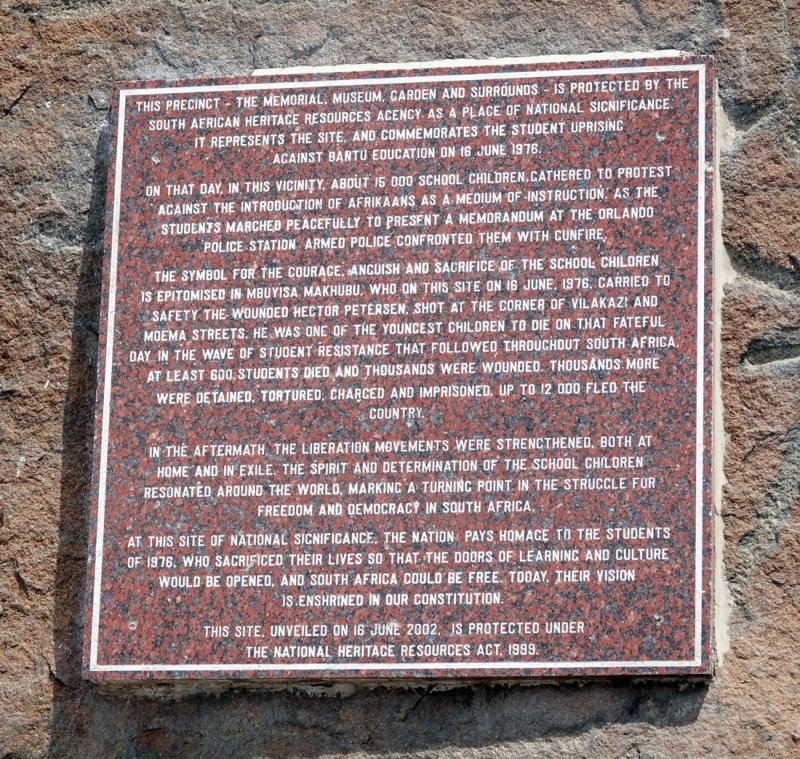 THIS PRECINCT - THE MEMORIAL, MUSEUM, GARDEN AND SURROUNDS - IS PROTECTED BY THE
SOUTH AFRICAN HERITAGE RESOURCES AGENCY AS A PLACE OF NATIONAL SIGNIFICANCE.
IT REPRESENTS THE SITE, AND COMMEMORATES THE STUDENT UPRISING
AGAINST BANTU EDUCATION ON 16 JUNE 1976.
ON THAT DAY, IN THIS VICINITY, ABOUT 15 000 SCHOOL CHILDREN GATHERED TO PROTEST
AGAINST THE INTRODUCTION OF AFRIKAANS AS A MEDIUM OF INSTRUCTION. AS THE
STUDENTS MARCHED PEACEFULLY TO PRESENT A MEMORANDUM AT THE ORLANDO
POLICE STATION ARMED POLICE CONFRONTED THEM WITH GUNFIRE.
THE SYMBOL FOR THE COURAGE, ANGUISH AND SACRIFICE OF THE SCHOOL CHILDREN
IS EPITOMISED IN MBUYISA MAKHUBU, WHO ON THIS SITE ON 16 JUNE, 1976, CARRIED TO
SAFETY THE WOUNDED HECTOR PETERSEN, SHOT AT THE CORNER OF VILAKAZI AND
MOEMA STREETS. HE WAS ONE OF THE YOUNGEST CHILDREN TO DIE ON THAT FATEFUL
DAY. IN THE WAVE OF STUDENT RESISTANCE THAT FOLLOWED THROUGHOUT SOUTH AFRICA,
AT LEAST 600 STUDENTS DIED AND THOUSANDS WERE WOUNDED. THOUSANDS MORE
WERE DETAINED, TORTURED, CHARGED AND IMPRISONED. UP TO 12 000 FLED THE
COUNTRY.
IN THE AFTERMATH, THE LIBERATION MOVEMENTS WERE STRENGTHENED, BOTH AT
HOME AND IN EXILE. THE SPIRIT AND DETERMINATION OF THE SCHOOL CHILDREN
RESONATED AROUND THE WORLD, MARKING A TURNING POINT IN THE STRUGGLE FOR
FREEDOM AND DEMOCRACY IN SOUTH AFRICA.
AT THIS SITE OF NATIONAL SIGNIFICANCE, THE NATION PAYS HOMAGE TO THE STUDENTS
OF 1976, WHO SACRIFICED THEIR LIVES SO THAT THE DOORS OF LEARNING AND CULTURE
WOULD BE OPENED, AND SOUTH AFRICA COULD BE FREE. TODAY, THEIR VISION
IS ENSHRINED IN OUR CONSTITUTION.
THIS SITE, UNVEILED ON 16 JUNE 2002, IS PROTECTED UNDER
THE NATIONAL HERITAGE RESOURCES ACT, 1999.